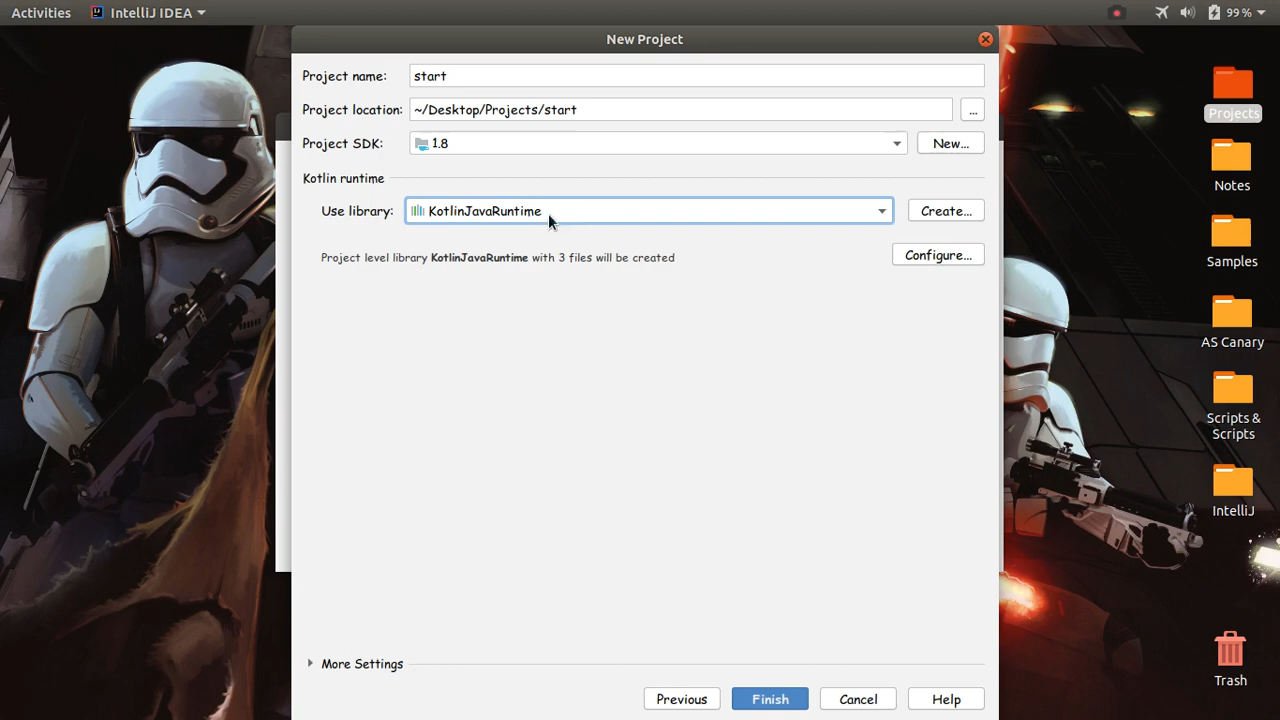 Activities IntelliJ IDEA 99 %
New Project
Project name: start
Project location: ~/Desktop/Projects/start ...
Project SDK: 1.8 New...
Kotlin runtime
Use library: KotlinJavaRuntime Create...
Project level library KotlinJavaRuntime with 3 files will be created Configure...
More Settings
Previous Finish Cancel Help
Projects
Notes
Samples
AS Canary
Scripts &
Scripts
IntelliJ
Trash